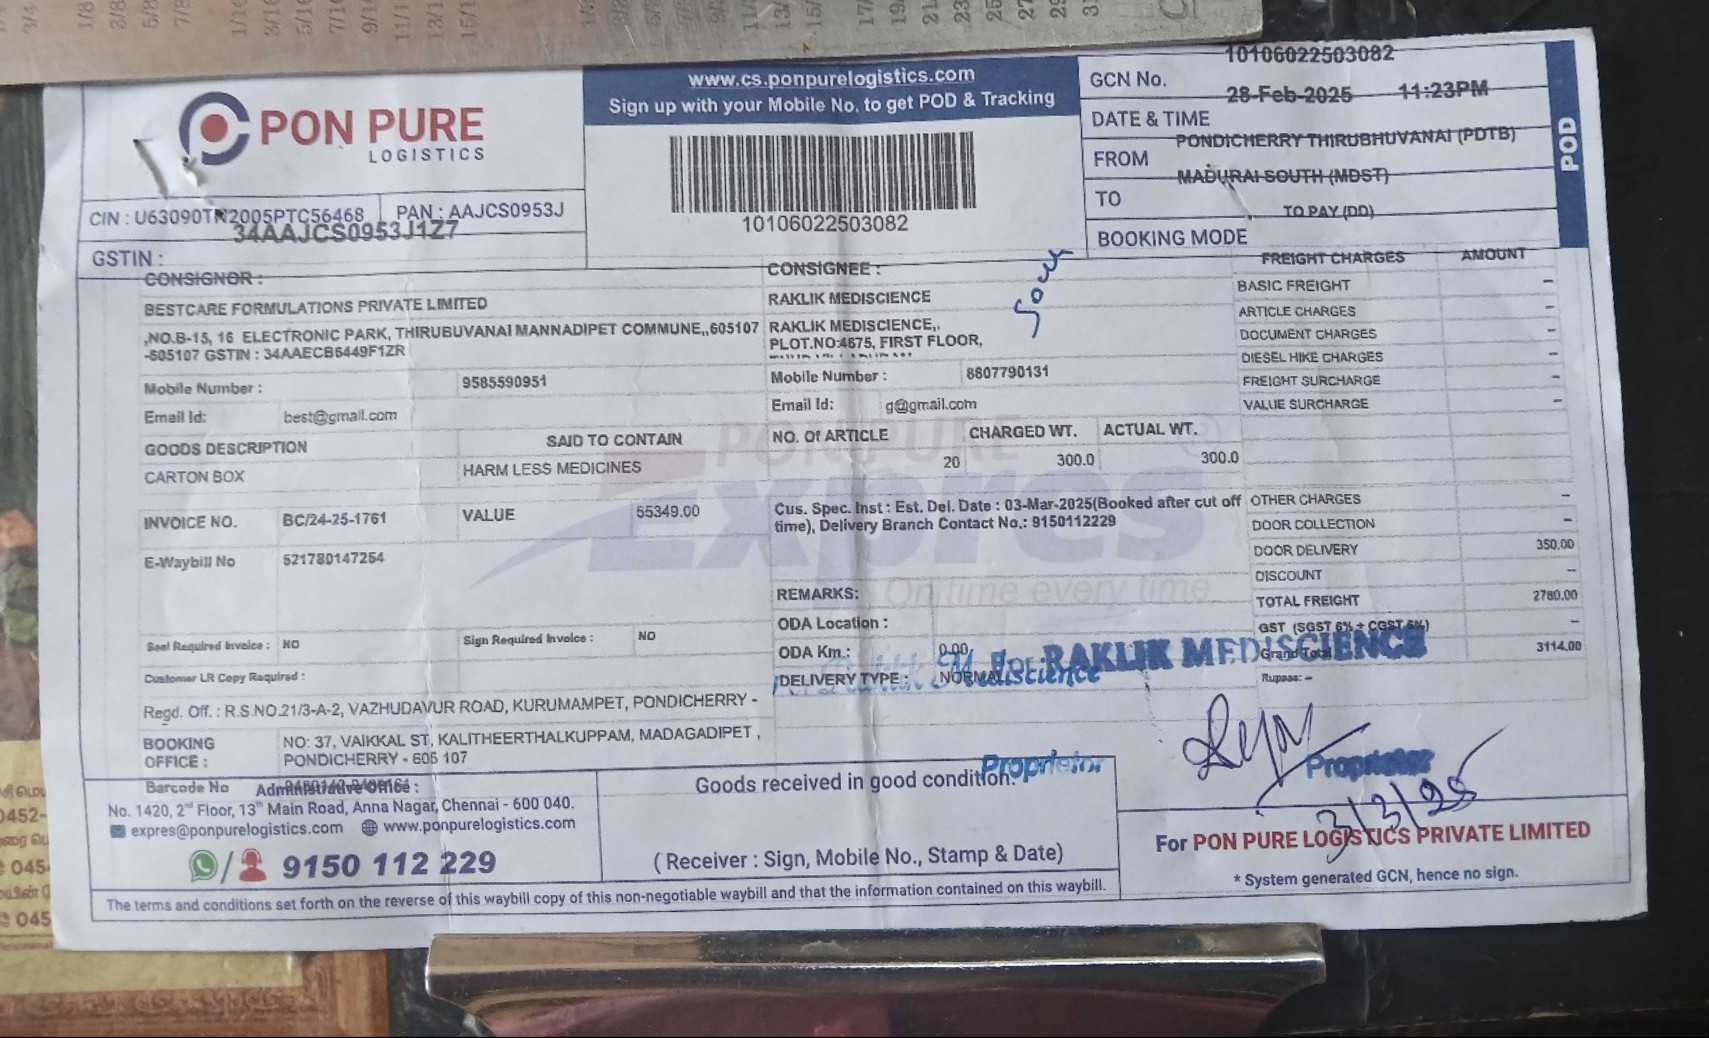 PON PURE
LOGISTICS
CIN : U63090TN2005PTC56468
PAN : AAJCS0953J
34AAJCS0953J1Z7
GSTIN :
www.cs.ponpurelogistics.com
Sign up with your Mobile No. to get POD & Tracking
10106022503082
10106022503082
GCN No.
28-Feb-2025 11:23PM
DATE & TIME
PONDICHERRY THIRUBHUVANAI (PDTB)
FROM
MADURAI SOUTH (MDST)
TO
TO PAY (DD)
BOOKING MODE
POD
CONSIGNOR :
BESTCARE FORMULATIONS PRIVATE LIMITED
,NO.B-15, 16 ELECTRONIC PARK, THIRUBUVANAI MANNADIPET COMMUNE,,605107
-605107 GSTIN : 34AAECB6449F1ZR
Mobile Number : 9585590951
Email Id: best@gmail.com
CONSIGNEE :
RAKLIK MEDISCIENCE
RAKLIK MEDISCIENCE,,
PLOT.NO:4675, FIRST FLOOR,
Mobile Number : 8807790131
Email Id: g@gmail.com
South
FREIGHT CHARGES AMOUNT
BASIC FREIGHT –
ARTICLE CHARGES –
DOCUMENT CHARGES –
DIESEL HIKE CHARGES –
FREIGHT SURCHARGE –
VALUE SURCHARGE –
GOODS DESCRIPTION SAID TO CONTAIN NO. Of ARTICLE CHARGED WT. ACTUAL WT.
CARTON BOX HARM LESS MEDICINES 20 300.0 300.0
PONPURE
Expres
On time every time
INVOICE NO. BC/24-25-1761 VALUE 55349.00
E-Waybill No 521780147254
Cus. Spec. Inst : Est. Del. Date : 03-Mar-2025(Booked after cut off
time), Delivery Branch Contact No.: 9150112229
OTHER CHARGES –
DOOR COLLECTION –
DOOR DELIVERY 350.00
DISCOUNT –
TOTAL FREIGHT 2780.00
GST (SGST 6% + CGST 6%) –
Grand Total 3114.00
Rupees: –
REMARKS:
ODA Location :
ODA Km.: 0.00
DELIVERY TYPE : NORMAL
Seal Required Invoice : NO Sign Required Invoice : NO
Customer LR Copy Required :
For RAKLIK MEDISCIENCE
Mediscience
Regd. Off. : R.S.NO.21/3-A-2, VAZHUDAVUR ROAD, KURUMAMPET, PONDICHERRY -
BOOKING OFFICE : NO: 37, VAIKKAL ST, KALITHEERTHALKUPPAM, MADAGADIPET ,
PONDICHERRY - 605 107
Barcode No
Administrative Office :
No. 1420, 2nd Floor, 13th Main Road, Anna Nagar, Chennai - 600 040.
expres@ponpurelogistics.com www.ponpurelogistics.com
/ 9150 112 229
Proprietor
Goods received in good condition.
( Receiver : Sign, Mobile No., Stamp & Date)
Proprietor
3/3/25
For PON PURE LOGISTICS PRIVATE LIMITED
* System generated GCN, hence no sign.
The terms and conditions set forth on the reverse of this waybill copy of this non-negotiable waybill and that the information contained on this waybill.